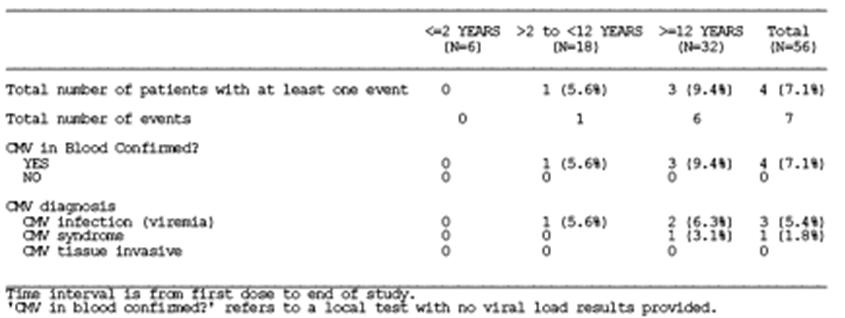 <=2 YEARS >2 to <12 YEARS >=12 YEARS Total
(N=6) (N=18) (N=32) (N=56)
Total number of patients with at least one event 0 1 (5.6%) 3 (9.4%) 4 (7.1%)
Total number of events 0 1 6 7
CMV in Blood Confirmed?
YES 0 1 (5.6%) 3 (9.4%) 4 (7.1%)
NO 0 0 0 0
CMV diagnosis
CMV infection (viremia) 0 1 (5.6%) 2 (6.3%) 3 (5.4%)
CMV syndrome 0 0 1 (3.1%) 1 (1.8%)
CMV tissue invasive 0 0 0 0
Time interval is from first dose to end of study.
'CMV in blood confirmed?' refers to a local test with no viral load results provided.